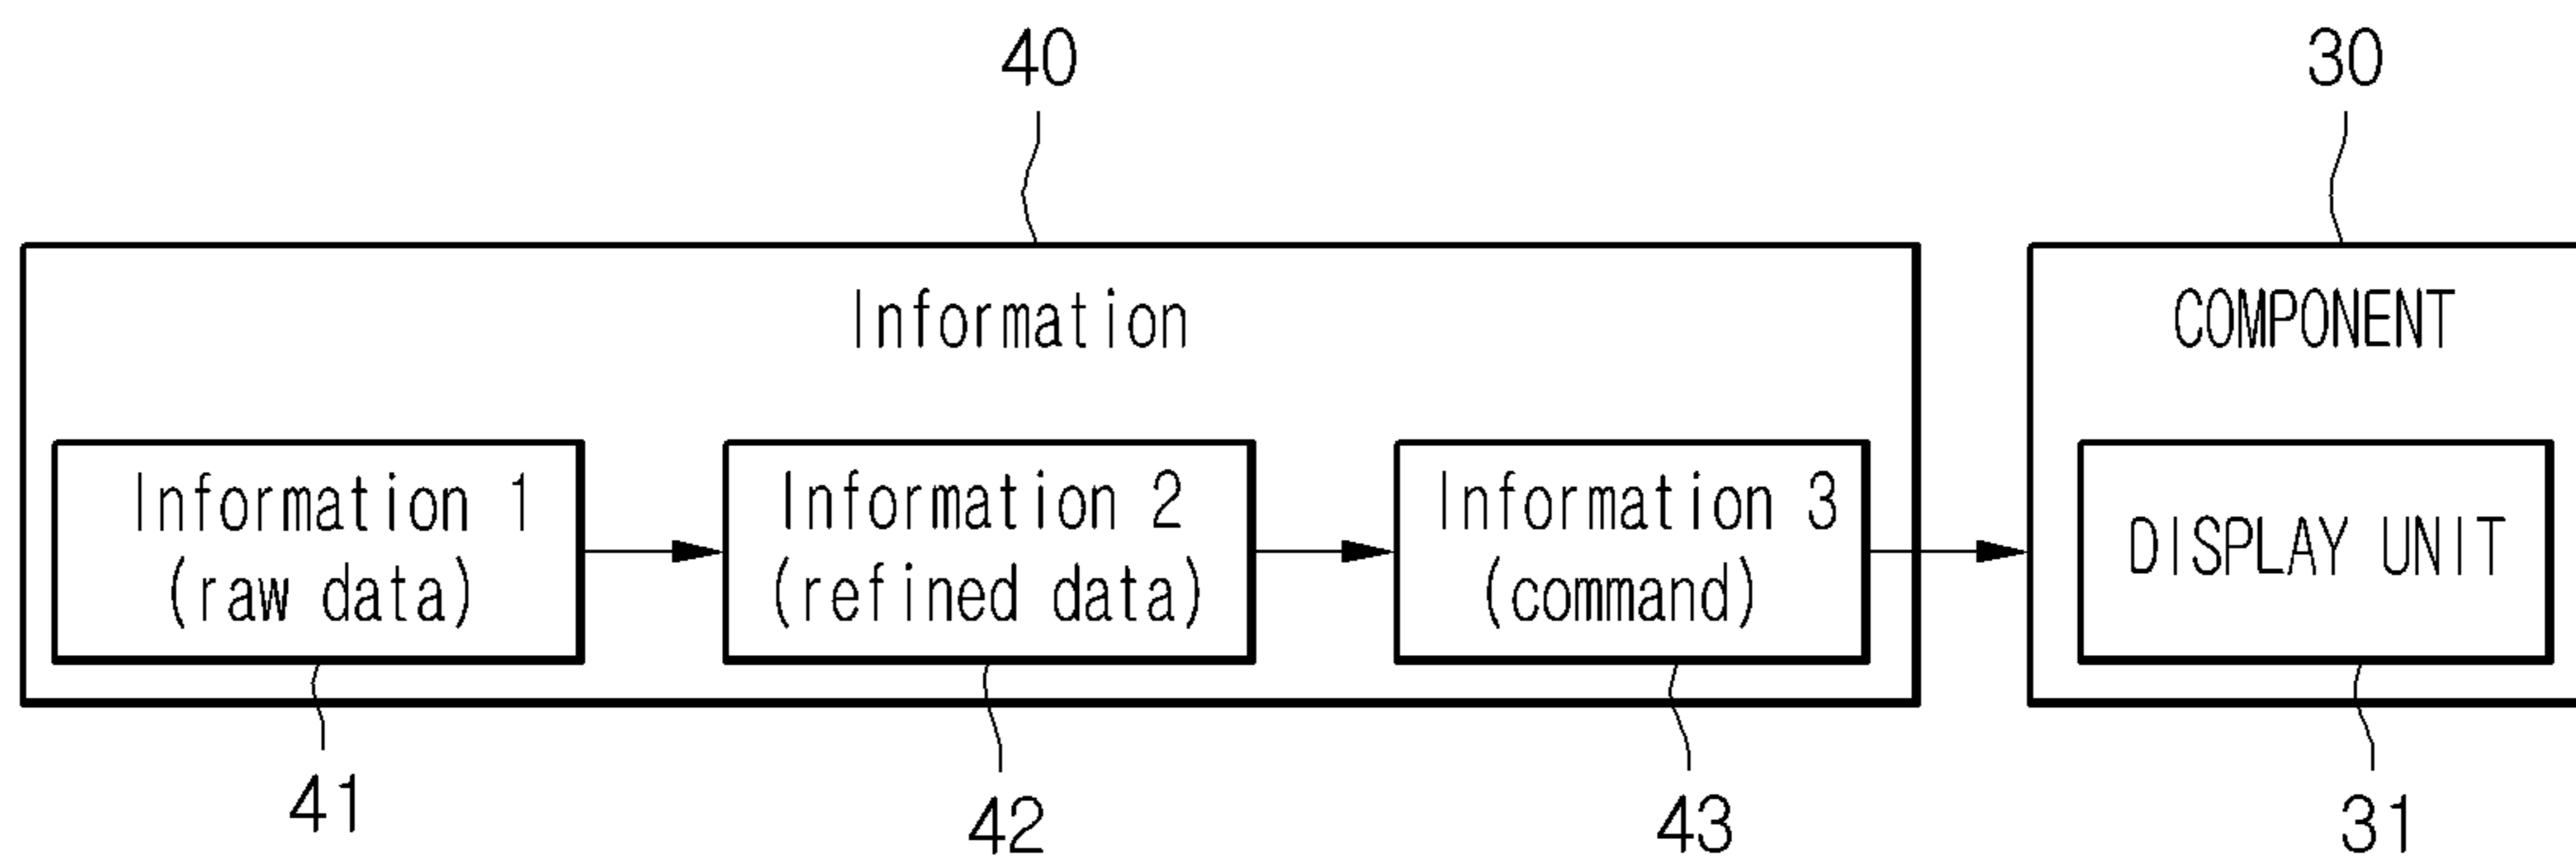 40
30
Information
COMPONENT
Information 1
(raw data)
Information 2
(refined data)
Information 3
(command)
DISPLAY UNIT
41
42
43
31